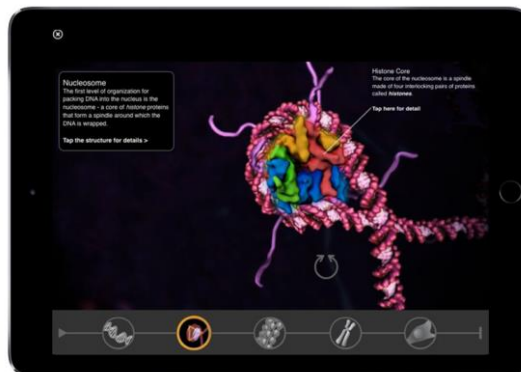 Nucleosome
The first level of organization for
packing DNA into the nucleus is the
nucleosome - a core of histone proteins
that form a spindle around which the
DNA is wrapped.
Tap the structure for details >
Histone Core
The core of the nucleosome is a spindle
made of four interlocking pairs of proteins
called histones.
Tap here for detail